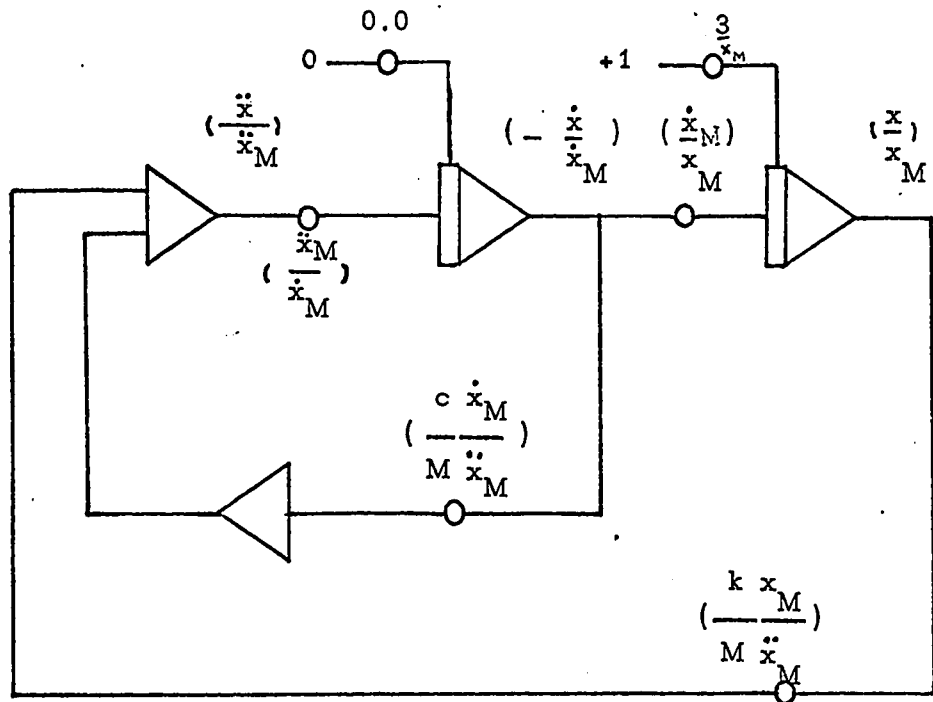 0.0
0
+1
3
x_M
(ẍ/ẍ_M)
(- ẋ/ẋ_M)
(ẋ_M/x_M)
(x/x_M)
(ẍ_M/ẋ_M)
(c ẋ_M/M ẍ_M)
(k x_M/M ẍ_M)